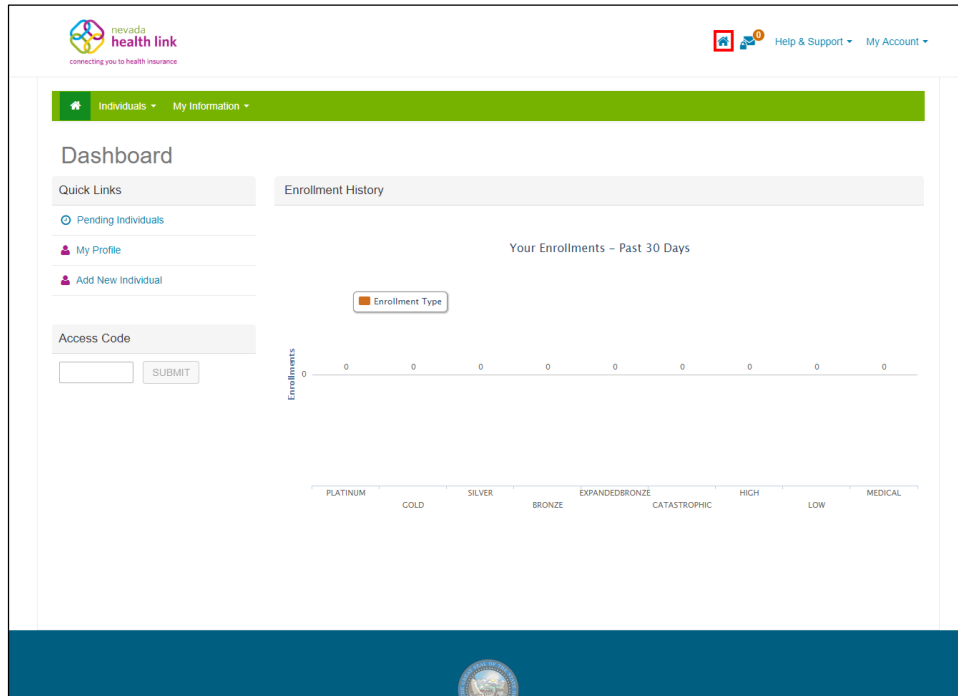 nevada
health link
connecting you to health insurance
0
Help & Support
My Account
Individuals
My Information
Dashboard
Quick Links
Pending Individuals
My Profile
Add New Individual
Access Code
SUBMIT
Enrollment History
Your Enrollments – Past 30 Days
Enrollment Type
Enrollments
0
0 0 0 0 0 0 0 0 0
PLATINUM GOLD SILVER BRONZE EXPANDEDBRONZE CATASTROPHIC HIGH LOW MEDICAL